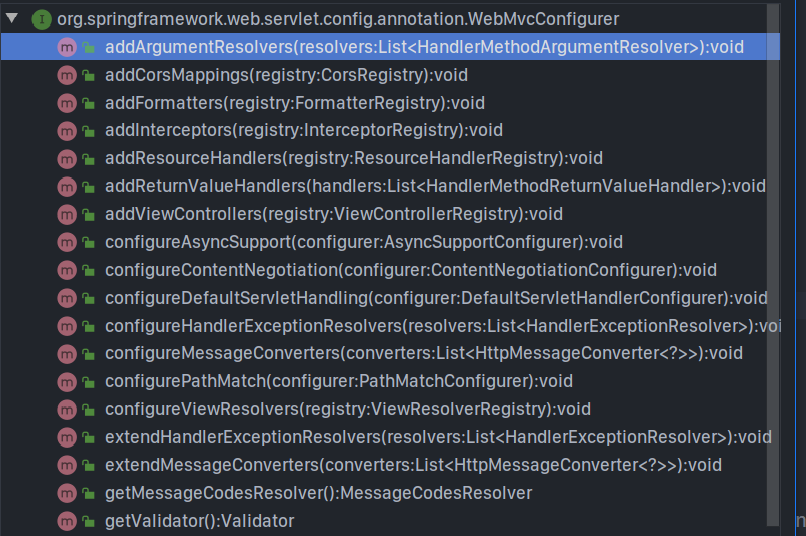 org.springframework.web.servlet.config.annotation.WebMvcConfigurer
addArgumentResolvers(resolvers:List<HandlerMethodArgumentResolver>):void
addCorsMappings(registry:CorsRegistry):void
addFormatters(registry:FormatterRegistry):void
addInterceptors(registry:InterceptorRegistry):void
addResourceHandlers(registry:ResourceHandlerRegistry):void
addReturnValueHandlers(handlers:List<HandlerMethodReturnValueHandler>):void
addViewControllers(registry:ViewControllerRegistry):void
configureAsyncSupport(configurer:AsyncSupportConfigurer):void
configureContentNegotiation(configurer:ContentNegotiationConfigurer):void
configureDefaultServletHandling(configurer:DefaultServletHandlerConfigurer):void
configureHandlerExceptionResolvers(resolvers:List<HandlerExceptionResolver>):voi
configureMessageConverters(converters:List<HttpMessageConverter<?>>):void
configurePathMatch(configurer:PathMatchConfigurer):void
configureViewResolvers(registry:ViewResolverRegistry):void
extendHandlerExceptionResolvers(resolvers:List<HandlerExceptionResolver>):void
extendMessageConverters(converters:List<HttpMessageConverter<?>>):void
getMessageCodesResolver():MessageCodesResolver
getValidator():Validator